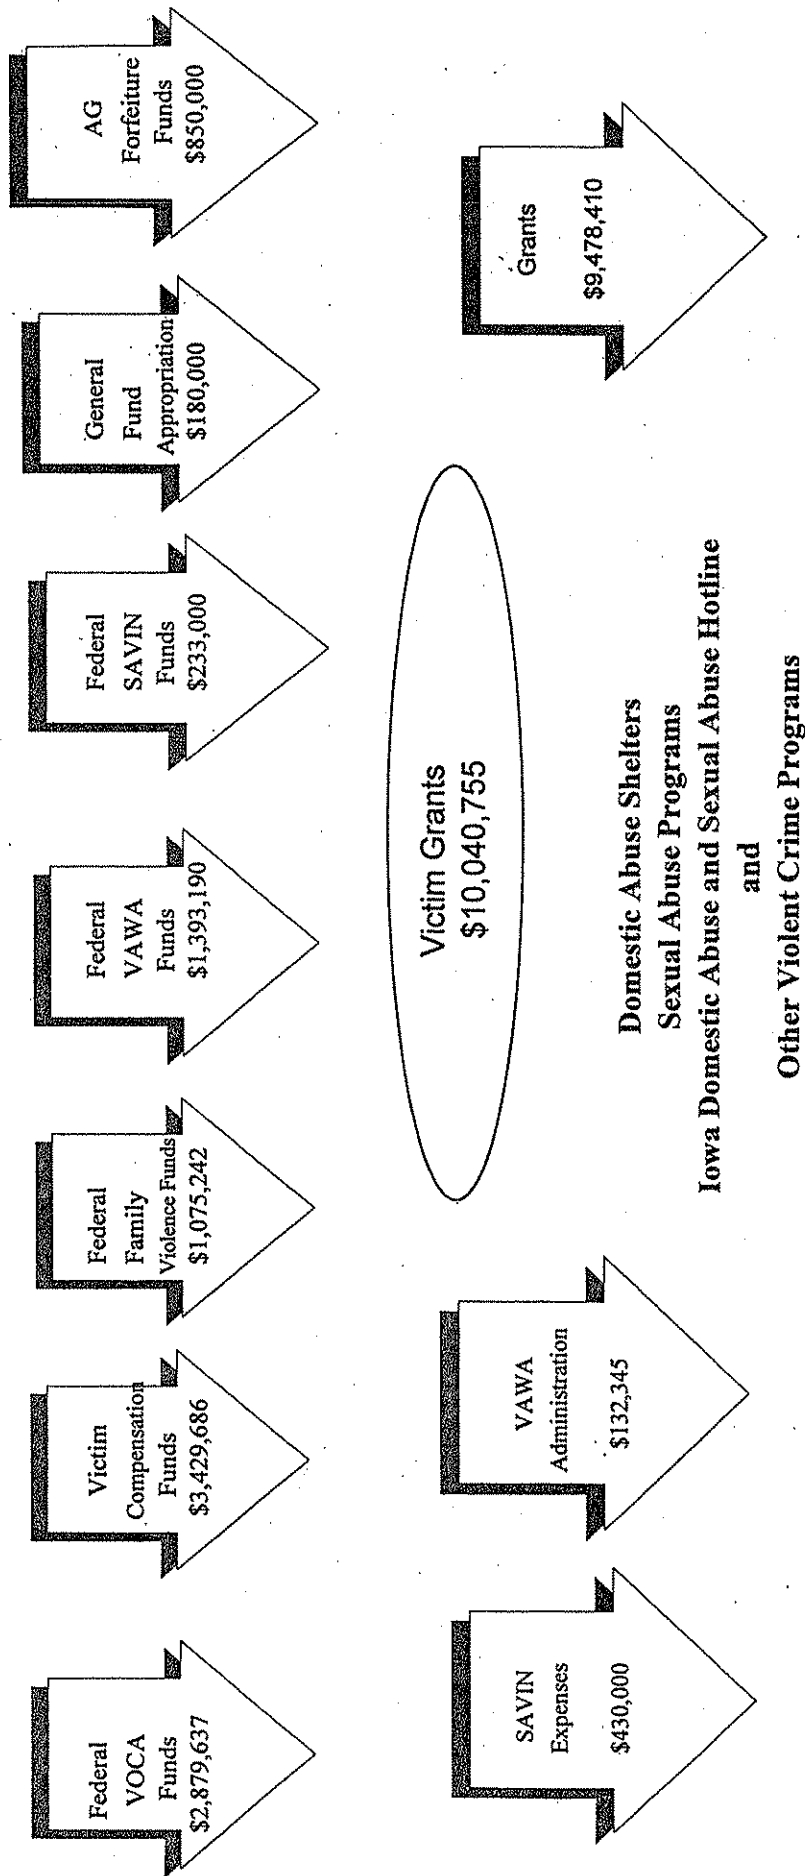 Federal
VOCA
Funds
$2,879,637
Victim
Compensation
Funds
$3,429,686
Federal
Family
Violence Funds
$1,075,242
Federal
VAWA
Funds
$1,393,190
Federal
SAVIN
Funds
$233,000
General
Fund
Appropriation
$180,000
AG
Forfeiture
Funds
$850,000
Victim Grants
$10,040,755
SAVIN
Expenses
$430,000
VAWA
Administration
$132,345
Domestic Abuse Shelters
Sexual Abuse Programs
Iowa Domestic Abuse and Sexual Abuse Hotline
and
Other Violent Crime Programs
Grants
$9,478,410